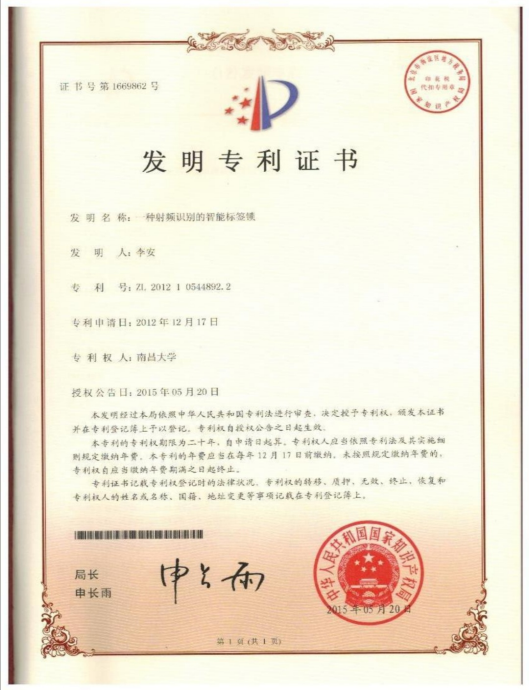 证书号第1669862号
发明专利证书
发明名称：一种射频识别的智能标签锁
发明人：李安
专利号：ZL 2012 1 0544892.2
专利申请日：2012年12月17日
专利权人：南昌大学
授权公告日：2015年05月20日
本发明经过本局依照中华人民共和国专利法进行审查，决定授予专利权，颁发本证书
并在专利登记簿上予以登记。专利权自授权公告之日起生效。
本专利的专利权期限为二十年，自申请日起算。专利权人应当依照专利法及其实施细
则规定缴纳年费。本专利的年费应当在每年12月17日前缴纳。未按照规定缴纳年费的，
专利权自应当缴纳年费期满之日起终止。
专利证书记载专利权登记时的法律状况。专利权的转移、质押、无效、终止、恢复和
专利权人的姓名或名称、国籍、地址变更等事项记载在专利登记簿上。
局长
申长雨
申长雨
中华人民共和国国家知识产权局
2015年05月20日
第1页(共1页)